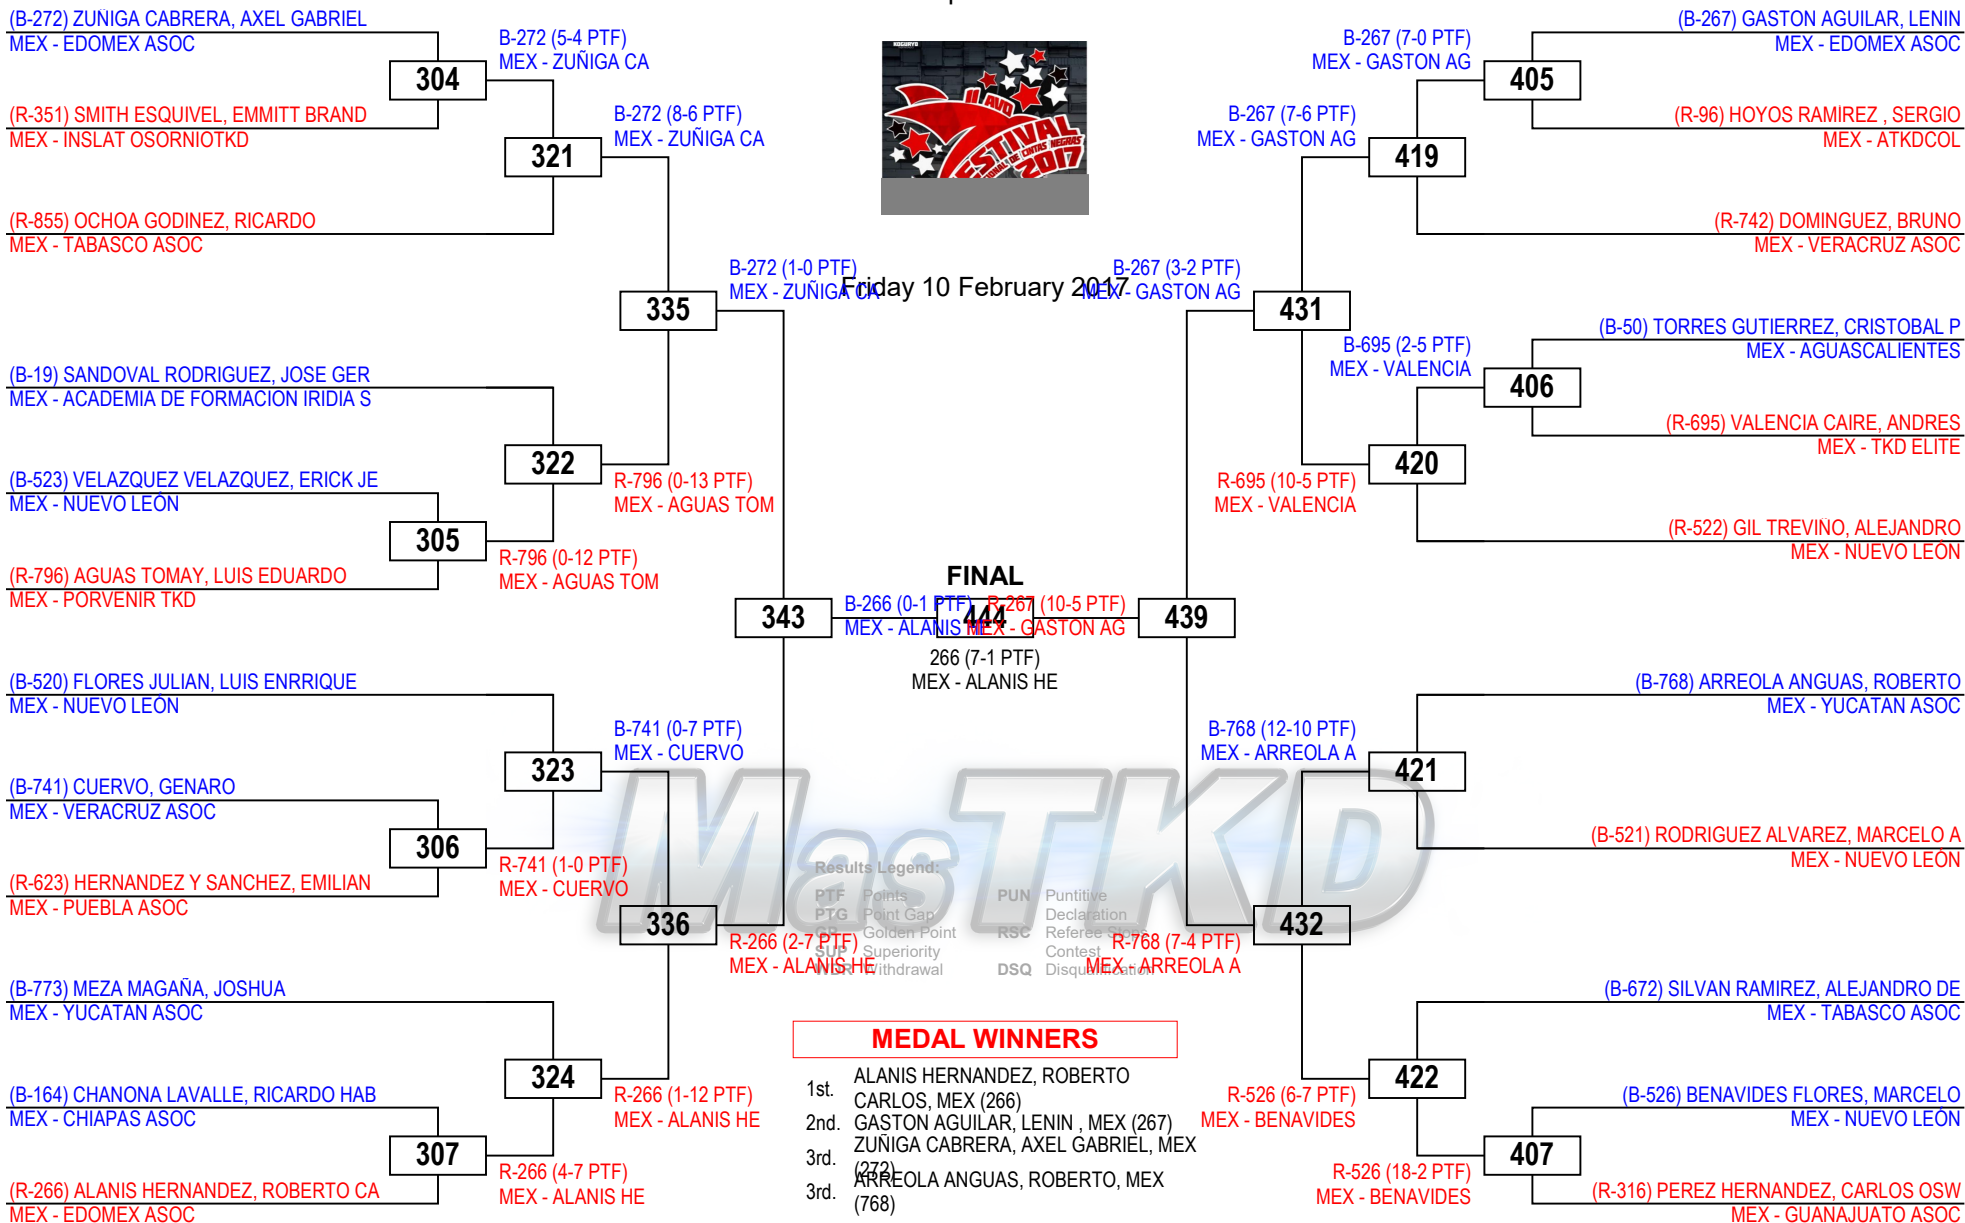 (B-272) ZUÑIGA CABRERA, AXEL GABRIEL
MEX - EDOMEX ASOC
304
(R-351) SMITH ESQUIVEL, EMMITT BRAND
MEX - INSLAT OSORNIOTKD
B-272 (5-4 PTF)
MEX - ZUÑIGA CA
321
B-272 (8-6 PTF)
MEX - ZUÑIGA CA
(R-855) OCHOA GODINEZ, RICARDO
MEX - TABASCO ASOC
335
B-272 (1-0 PTF)
MEX - ZUÑIGA CA
(B-19) SANDOVAL RODRIGUEZ, JOSE GER
MEX - ACADEMIA DE FORMACION IRIDIA S
322
R-796 (0-13 PTF)
MEX - AGUAS TOM
(B-523) VELAZQUEZ VELAZQUEZ, ERICK JE
MEX - NUEVO LEÓN
305
R-796 (0-12 PTF)
MEX - AGUAS TOM
(R-796) AGUAS TOMAY, LUIS EDUARDO
MEX - PORVENIR TKD
343
B-266 (0-1 PTF)
MEX - ALANIS HE
(B-520) FLORES JULIAN, LUIS ENRRIQUE
MEX - NUEVO LEÓN
323
B-741 (0-7 PTF)
MEX - CUERVO
(B-741) CUERVO, GENARO
MEX - VERACRUZ ASOC
306
R-741 (1-0 PTF)
MEX - CUERVO
(R-623) HERNANDEZ Y SANCHEZ, EMILIAN
MEX - PUEBLA ASOC
336
R-266 (2-7 PTF)
MEX - ALANIS HE
(B-773) MEZA MAGAÑA, JOSHUA
MEX - YUCATAN ASOC
324
R-266 (1-12 PTF)
MEX - ALANIS HE
(B-164) CHANONA LAVALLE, RICARDO HAB
MEX - CHIAPAS ASOC
307
R-266 (4-7 PTF)
MEX - ALANIS HE
(R-266) ALANIS HERNANDEZ, ROBERTO CA
MEX - EDOMEX ASOC
II AVO
FESTIVAL
DE CINTAS NEGRAS
2017
Friday 10 February 2017
FINAL
444
266 (7-1 PTF)
MEX - ALANIS HE
MasTKD
Results Legend:
PTF Points
PTG Point Gap
GP Golden Point
SUP Superiority
WDR Withdrawal
PUN Puntitive Declaration
RSC Referee Stops Contest
DSQ Disqualification
MEDAL WINNERS
1st. ALANIS HERNANDEZ, ROBERTO
CARLOS, MEX (266)
2nd. GASTON AGUILAR, LENIN , MEX (267)
3rd. ZUÑIGA CABRERA, AXEL GABRIEL, MEX
(272)
3rd. ARREOLA ANGUAS, ROBERTO, MEX
(768)
(B-267) GASTON AGUILAR, LENIN
MEX - EDOMEX ASOC
B-267 (7-0 PTF)
MEX - GASTON AG
405
(R-96) HOYOS RAMIREZ , SERGIO
MEX - ATKDCOL
B-267 (7-6 PTF)
MEX - GASTON AG
419
(R-742) DOMINGUEZ, BRUNO
MEX - VERACRUZ ASOC
B-267 (3-2 PTF)
MEX - GASTON AG
431
(B-50) TORRES GUTIERREZ, CRISTOBAL P
MEX - AGUASCALIENTES
B-695 (2-5 PTF)
MEX - VALENCIA
406
(R-695) VALENCIA CAIRE, ANDRES
MEX - TKD ELITE
R-695 (10-5 PTF)
MEX - VALENCIA
420
(R-522) GIL TREVIÑO, ALEJANDRO
MEX - NUEVO LEÓN
R-267 (10-5 PTF)
MEX - GASTON AG
439
(B-768) ARREOLA ANGUAS, ROBERTO
MEX - YUCATAN ASOC
B-768 (12-10 PTF)
MEX - ARREOLA A
421
(B-521) RODRIGUEZ ALVAREZ, MARCELO A
MEX - NUEVO LEÓN
R-768 (7-4 PTF)
MEX - ARREOLA A
432
(B-672) SILVAN RAMIREZ, ALEJANDRO DE
MEX - TABASCO ASOC
R-526 (6-7 PTF)
MEX - BENAVIDES
422
(B-526) BENAVIDES FLORES, MARCELO
MEX - NUEVO LEÓN
R-526 (18-2 PTF)
MEX - BENAVIDES
407
(R-316) PEREZ HERNANDEZ, CARLOS OSW
MEX - GUANAJUATO ASOC